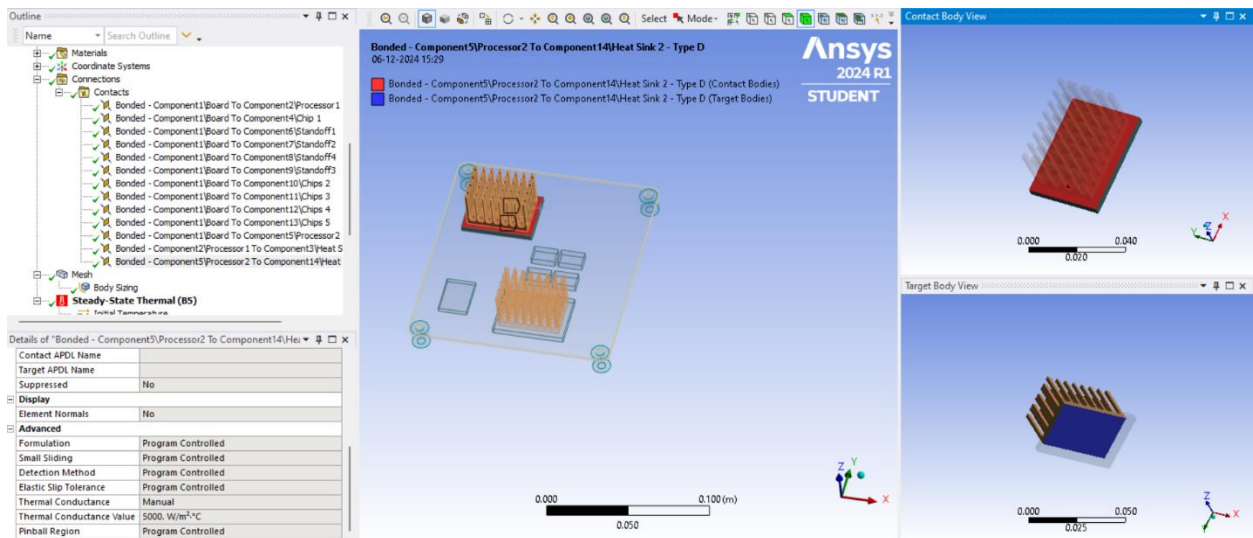 Outline
Name
Search Outline
Materials
Coordinate Systems
Connections
Contacts
Bonded - Component1\Board To Component2\Processor1
Bonded - Component1\Board To Component4\Chip 1
Bonded - Component1\Board To Component6\Standoff1
Bonded - Component1\Board To Component7\Standoff2
Bonded - Component1\Board To Component8\Standoff4
Bonded - Component1\Board To Component9\Standoff3
Bonded - Component1\Board To Component10\Chips 2
Bonded - Component1\Board To Component11\Chips 3
Bonded - Component1\Board To Component12\Chips 4
Bonded - Component1\Board To Component13\Chips 5
Bonded - Component1\Board To Component5\Processor2
Bonded - Component2\Processor1 To Component3\Heat S
Bonded - Component5\Processor2 To Component14\Heat
Mesh
Body Sizing
Steady-State Thermal (B5)
Initial Temperature
Details of "Bonded - Component5\Processor2 To Component14\Hea
Contact APDL Name
Target APDL Name
Suppressed No
Display
Element Normals No
Advanced
Formulation Program Controlled
Small Sliding Program Controlled
Detection Method Program Controlled
Elastic Slip Tolerance Program Controlled
Thermal Conductance Manual
Thermal Conductance Value 5000. W/m²·°C
Pinball Region Program Controlled
Select Mode
Bonded - Component5\Processor2 To Component14\Heat Sink 2 - Type D
06-12-2024 15:29
Bonded - Component5\Processor2 To Component14\Heat Sink 2 - Type D (Contact Bodies)
Bonded - Component5\Processor2 To Component14\Heat Sink 2 - Type D (Target Bodies)
Ansys
2024 R1
STUDENT
Z Y
X
0.000 0.100 (m)
0.050
Contact Body View
X
Y Z
0.000 0.040
0.020
Target Body View
Z
X
Y
0.000 0.050
0.025